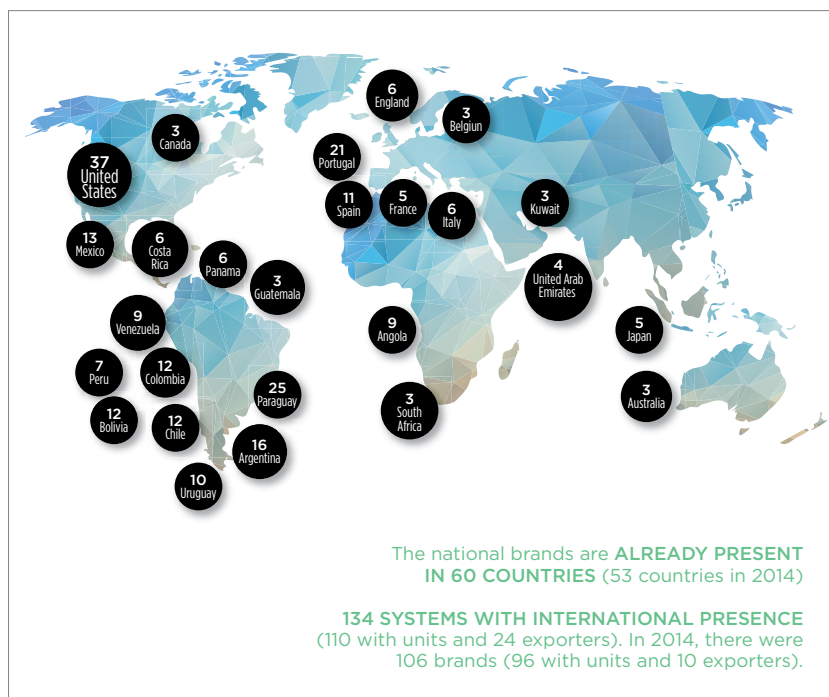 6
England
3
Belgiun
3
Canada
21
Portugal
37
United
States
11
Spain
5
France
6
Italy
3
Kuwait
13
Mexico
6
Costa
Rica
6
Panama
3
Guatemala
4
United Arab
Emirates
9
Venezuela
9
Angola
5
Japan
7
Peru
12
Colombia
25
Paraguay
3
South
Africa
3
Australia
12
Bolivia
12
Chile
16
Argentina
10
Uruguay
The national brands are ALREADY PRESENT
IN 60 COUNTRIES (53 countries in 2014)
134 SYSTEMS WITH INTERNATIONAL PRESENCE
(110 with units and 24 exporters). In 2014, there were
106 brands (96 with units and 10 exporters).